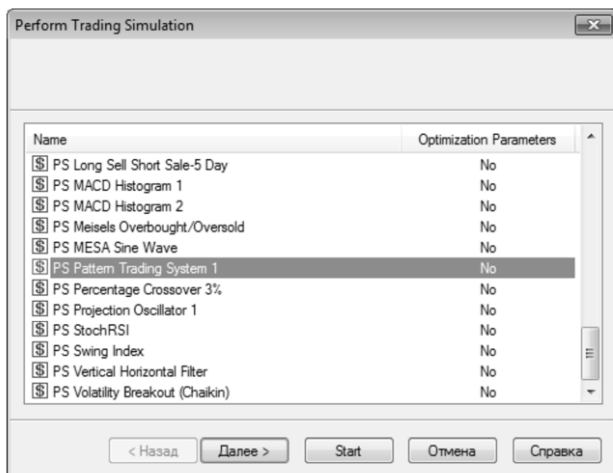 Perform Trading Simulation
Name Optimization Parameters
PS Long Sell Short Sale-5 Day No
PS MACD Histogram 1 No
PS MACD Histogram 2 No
PS Meisels Overbought/Oversold No
PS MESA Sine Wave No
PS Pattern Trading System 1 No
PS Percentage Crossover 3% No
PS Projection Oscillator 1 No
PS StochRSI No
PS Swing Index No
PS Vertical Horizontal Filter No
PS Volatility Breakout (Chaikin) No
< Назад Далее > Start Отмена Справка